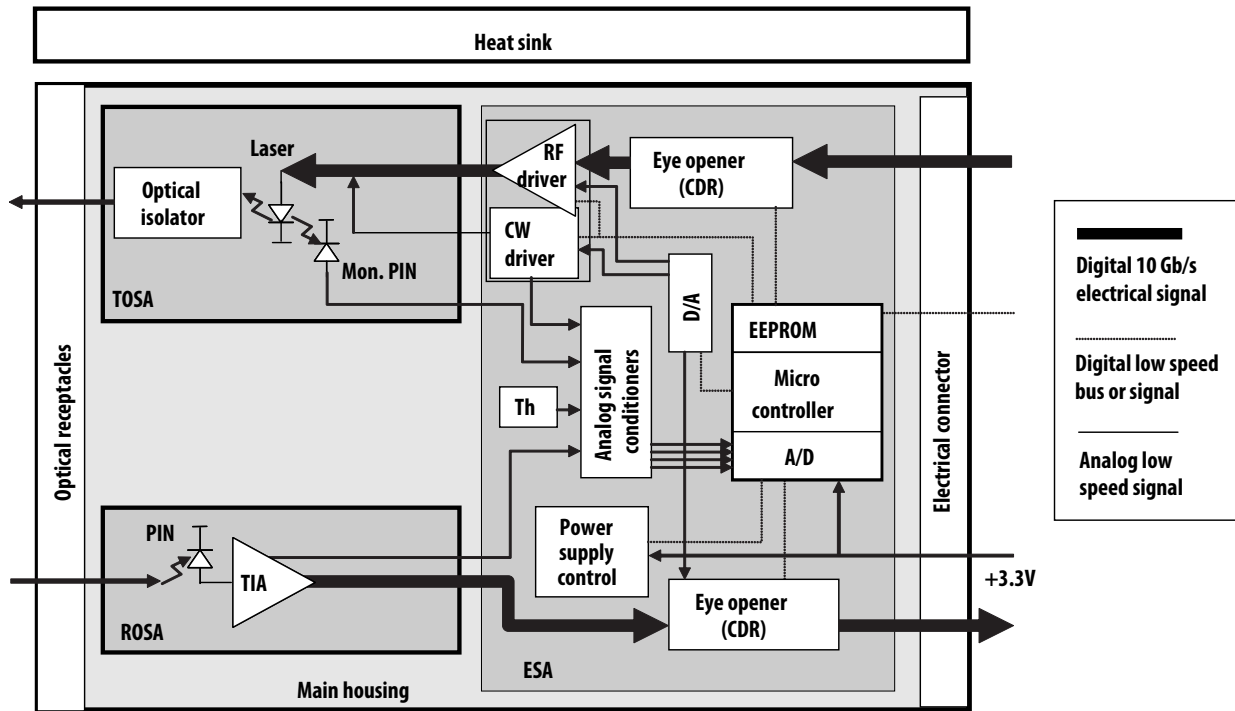 Heat sink
Laser
RF
driver
Eye opener
(CDR)
Optical
isolator
CW
driver
Mon. PIN
TOSA
D/A
EEPROM
Micro
controller
A/D
Analog signal
conditioners
Th
Optical receptacles
Electrical connector
Digital 10 Gb/s
electrical signal
Digital low speed
bus or signal
Analog low
speed signal
PIN
TIA
ROSA
Power
supply
control
+3.3V
Eye opener
(CDR)
ESA
Main housing